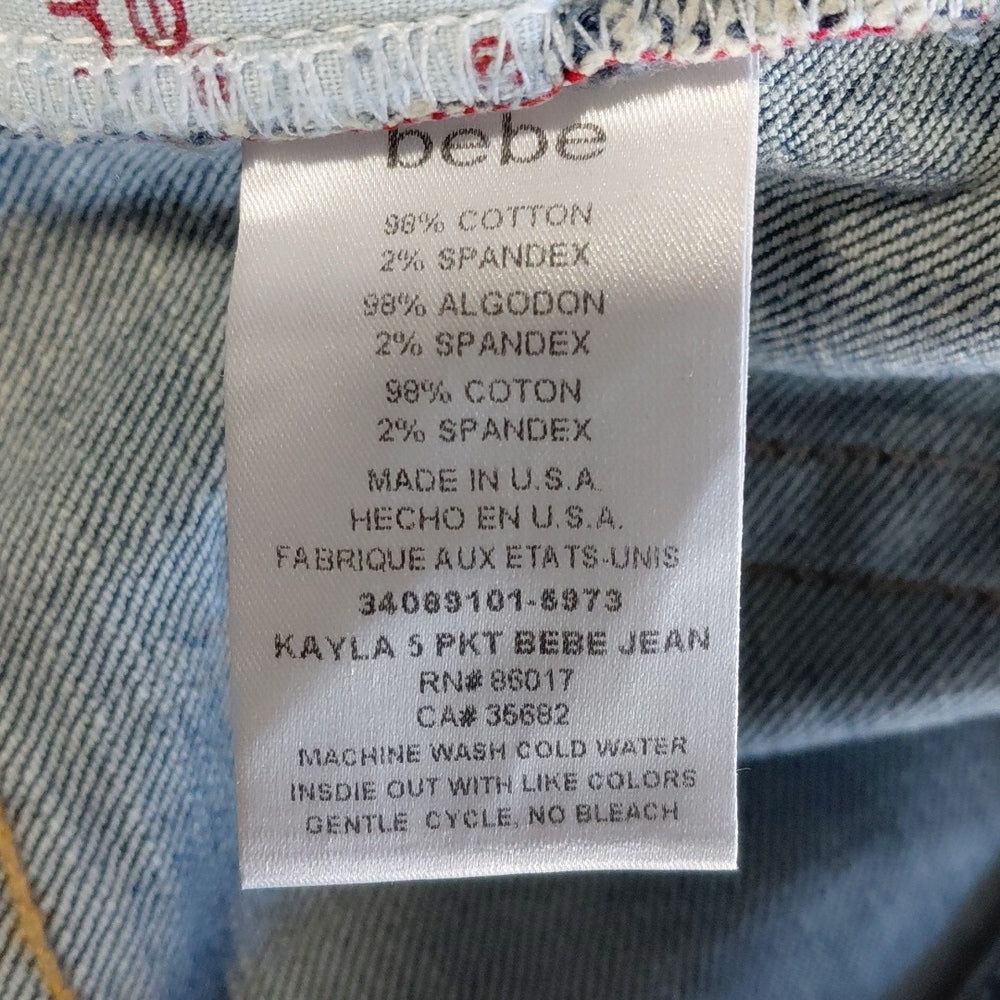 bebe
98% COTTON
2% SPANDEX
98% ALGODON
2% SPANDEX
98% COTON
2% SPANDEX
MADE IN U.S.A.
HECHO EN U.S.A.
FABRIQUE AUX ETATS-UNIS
34089101-5973
KAYLA 5 PKT BEBE JEAN
RN# 86017
CA# 35682
MACHINE WASH COLD WATER
INSDIE OUT WITH LIKE COLORS
GENTLE CYCLE, NO BLEACH